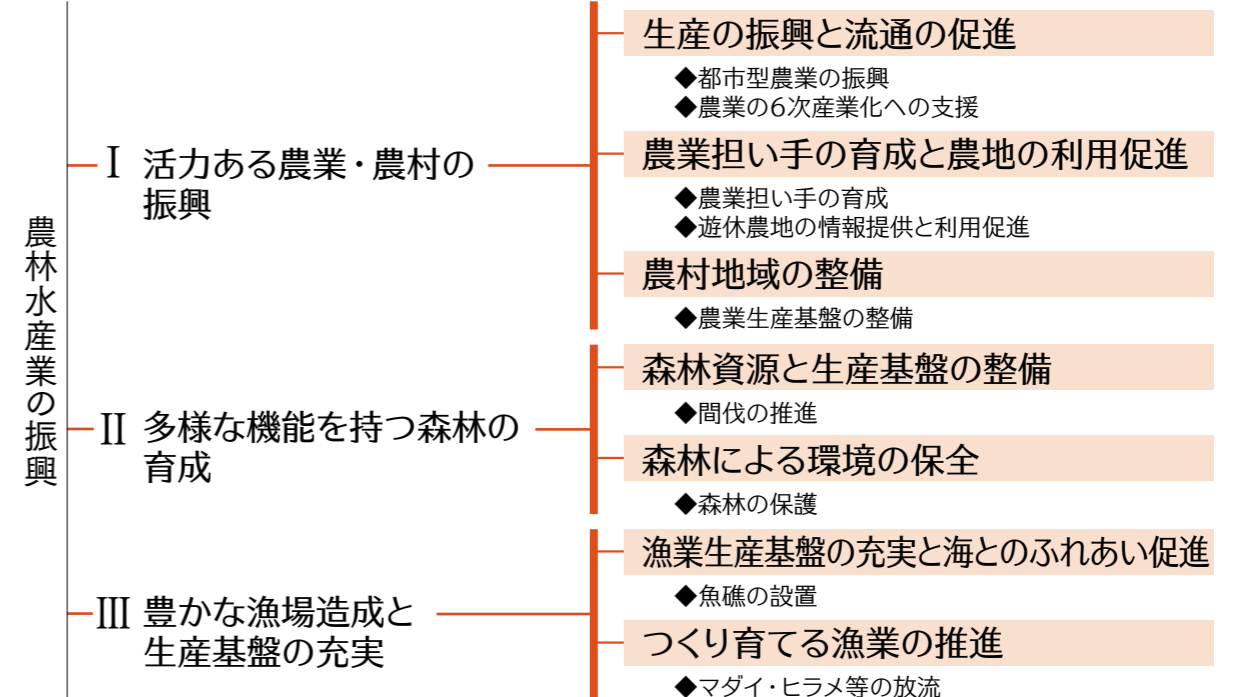 農林水産業の振興
Ⅰ 活力ある農業・農村の
振興
生産の振興と流通の促進
◆都市型農業の振興
◆農業の6次産業化への支援
農業担い手の育成と農地の利用促進
◆農業担い手の育成
◆遊休農地の情報提供と利用促進
農村地域の整備
◆農業生産基盤の整備
Ⅱ 多様な機能を持つ森林の
育成
森林資源と生産基盤の整備
◆間伐の推進
森林による環境の保全
◆森林の保護
Ⅲ 豊かな漁場造成と
生産基盤の充実
漁業生産基盤の充実と海とのふれあい促進
◆魚礁の設置
つくり育てる漁業の推進
◆マダイ・ヒラメ等の放流